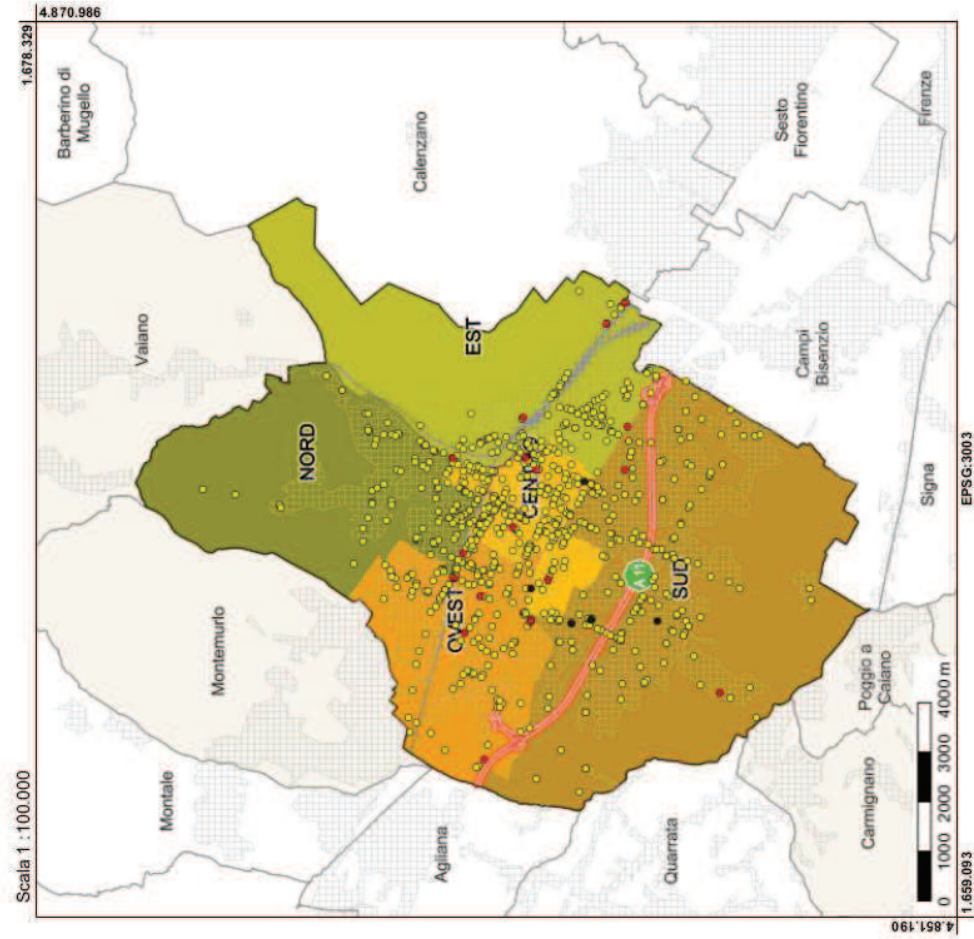 Scala 1 : 100.000
1.678.329
4.870.986
Barberino di
Mugello
Vaiano
Calenzano
Montemurlo
Montale
Agliana
Quarrata
Carmignano
Poggio a
Caiano
Signa
Campi
Bisenzio
Sesto
Fiorentino
Firenze
NORD
EST
OVEST
CENTRO
SUD
A11
0 1000 2000 3000 4000 m
1.659.093
4.851.190
EPSG:3003